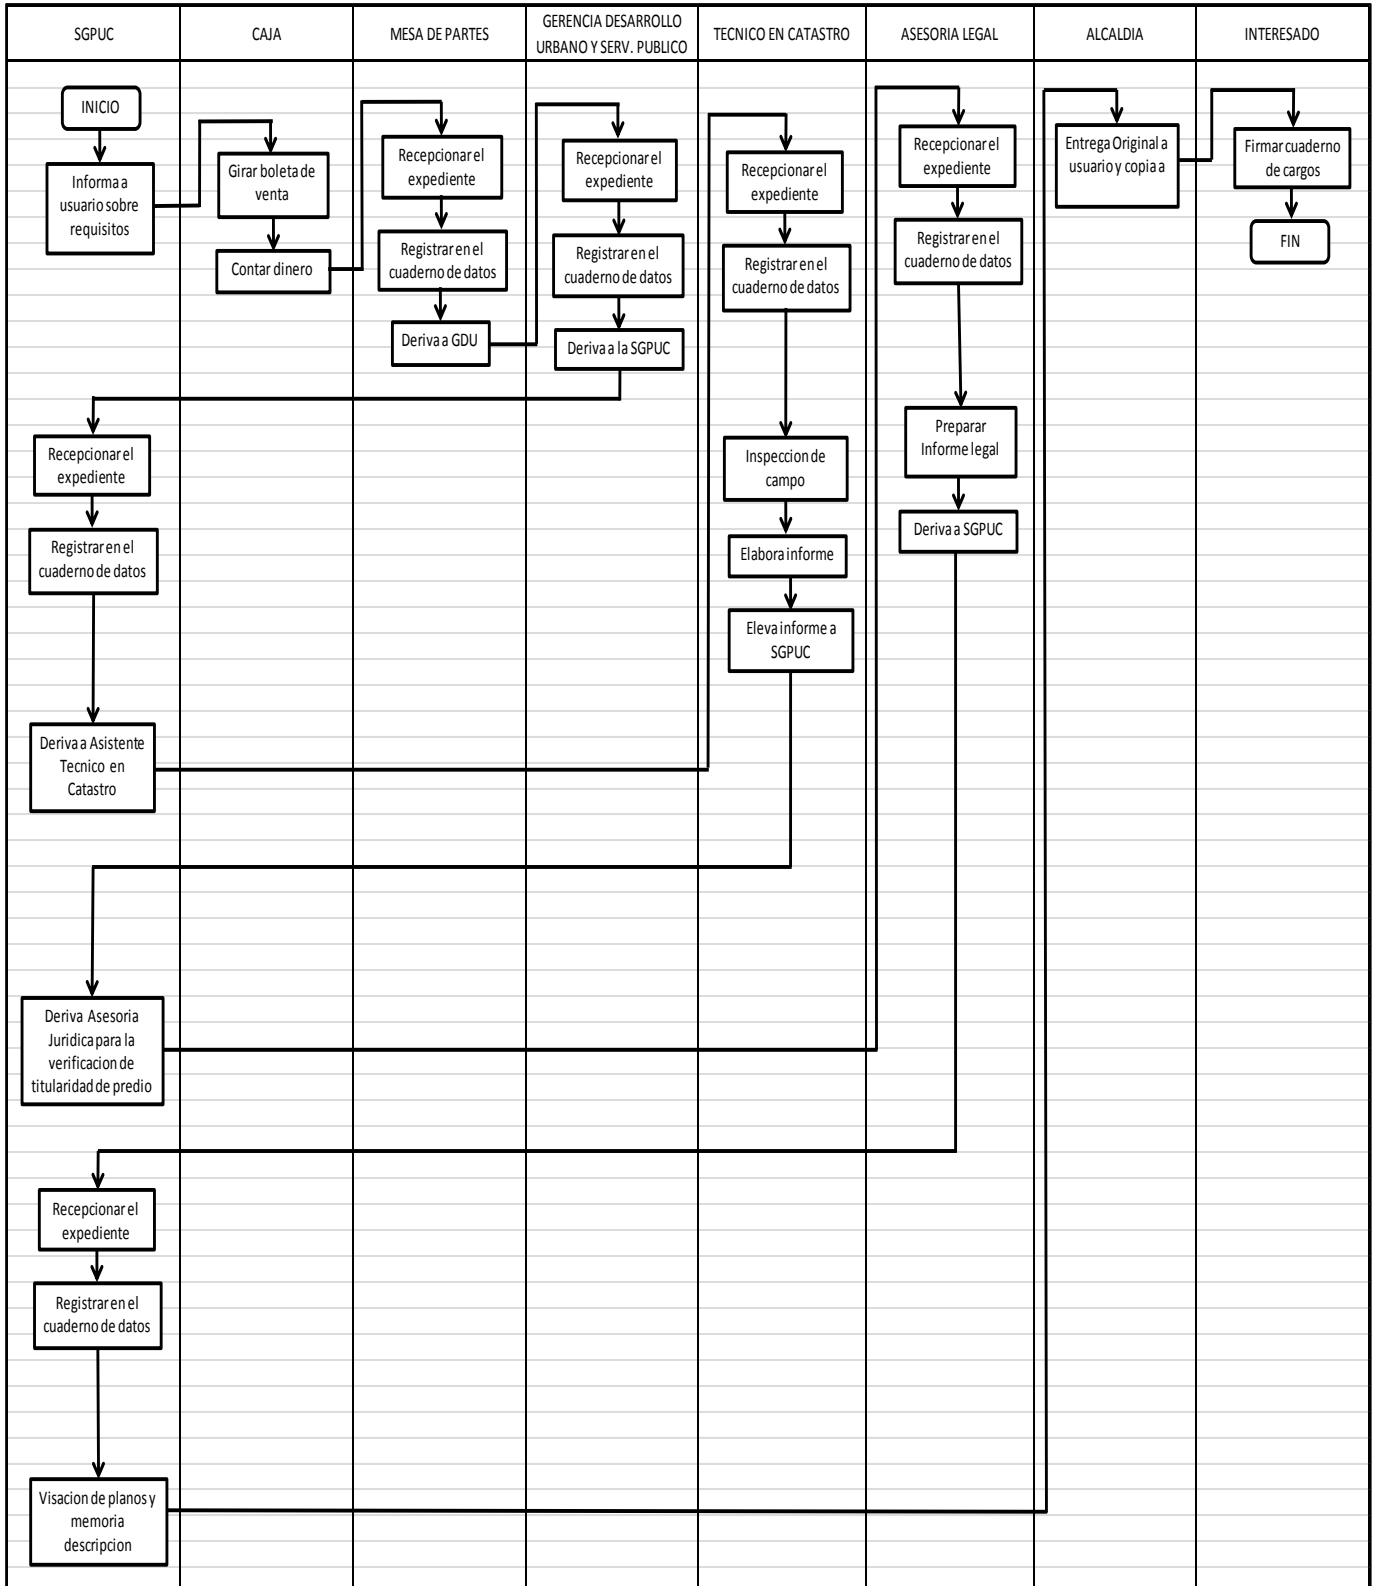 SGPUC
CAJA
MESA DE PARTES
GERENCIA DESARROLLO
URBANO Y SERV. PUBLICO
TECNICO EN CATASTRO
ASESORIA LEGAL
ALCALDIA
INTERESADO
INICIO
Informa a
usuario sobre
requisitos
Girar boleta de
venta
Contar dinero
Recepcionar el
expediente
Registrar en el
cuaderno de datos
Deriva a GDU
Recepcionar el
expediente
Registrar en el
cuaderno de datos
Deriva a la SGPUC
Recepcionar el
expediente
Registrar en el
cuaderno de datos
Deriva a Asistente
Tecnico en
Catastro
Recepcionar el
expediente
Registrar en el
cuaderno de datos
Inspeccion de
campo
Elabora informe
Eleva informe a
SGPUC
Deriva Asesoria
Juridica para la
verificacion de
titularidad de predio
Recepcionar el
expediente
Registrar en el
cuaderno de datos
Preparar
Informe legal
Deriva a SGPUC
Recepcionar el
expediente
Registrar en el
cuaderno de datos
Visacion de planos y
memoria
descripcion
Entrega Original a
usuario y copia a
Firmar cuaderno
de cargos
FIN